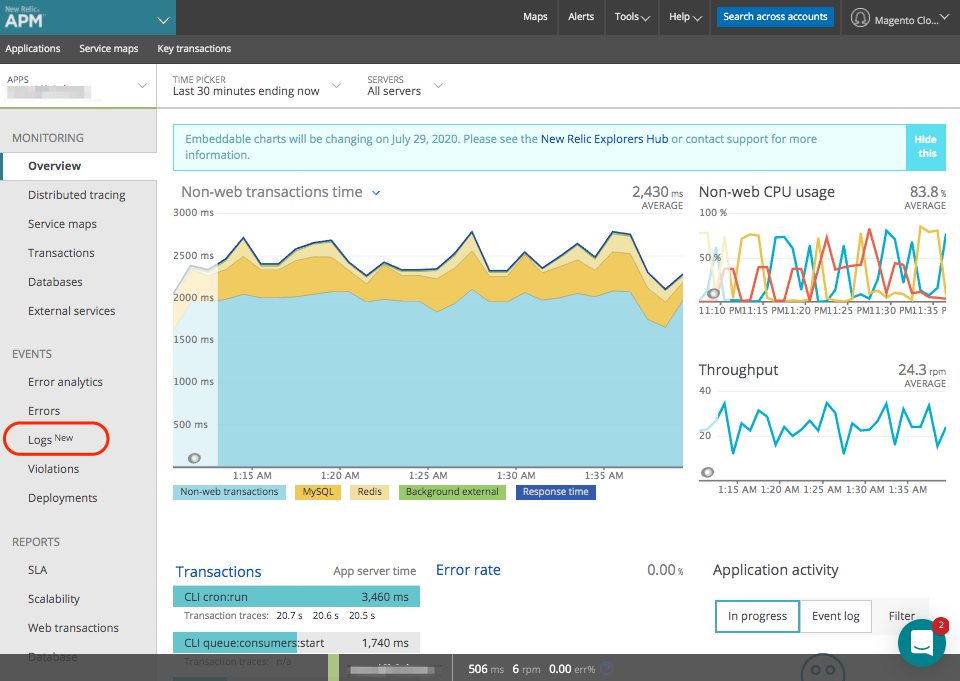 New Relic.
APM™
Maps
Alerts
Tools
Help
Search across accounts
Magento Clo...
Applications
Service maps
Key transactions
APPS
TIME PICKER
Last 30 minutes ending now
SERVERS
All servers
MONITORING
Overview
Distributed tracing
Service maps
Transactions
Databases
External services
EVENTS
Error analytics
Errors
Logs New
Violations
Deployments
REPORTS
SLA
Scalability
Web transactions
Database
Embeddable charts will be changing on July 29, 2020. Please see the New Relic Explorers Hub or contact support for more
information.
Hide
this
Non-web transactions time
2,430 ms
AVERAGE
3000 ms
2500 ms
2000 ms
1500 ms
1000 ms
500 ms
1:15 AM 1:20 AM 1:25 AM 1:30 AM 1:35 AM
Non-web transactions MySQL Redis Background external Response time
Non-web CPU usage
83.8 %
AVERAGE
100 %
50 %
11:10 PM 11:15 PM 11:20 PM 11:25 PM 11:30 PM 11:35 P
Throughput
24.3 rpm
AVERAGE
40
20
1:15 AM 1:20 AM 1:25 AM 1:30 AM 1:35 AM
Transactions
App server time
CLI cron:run 3,460 ms
Transaction traces: 20.7 s 20.6 s 20.5 s
CLI queue:consumers:start 1,740 ms
Transaction traces: n/a
Error rate
0.00 %
Application activity
In progress
Event log
Filter
2
506 ms 6 rpm 0.00 err%